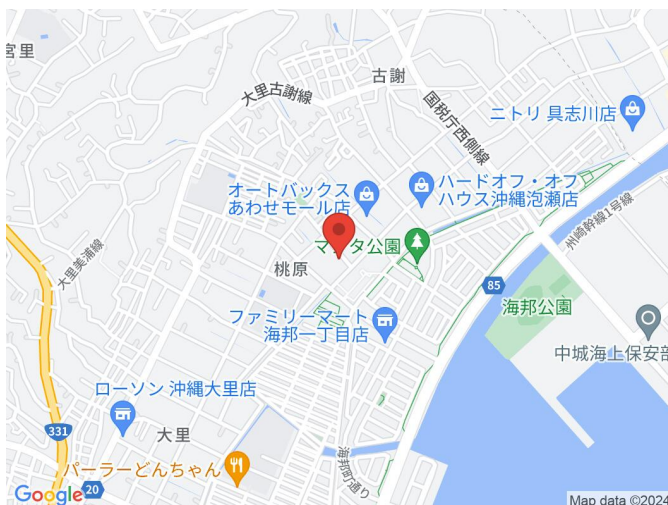 宮里
古謝
大里古謝線
国税庁西側線
ニトリ 具志川店
オートバックス
あわせモール店
ハードオフ・オフ
ハウス沖縄泡瀬店
州崎幹線1号線
大里美浦線
公園
桃原
85
海邦公園
ファミリーマート
海邦一丁目店
中城海上保安部
ローソン 沖縄大里店
331
大里
パーラーどんちゃん
海邦町通り
20
Google
Map data ©2024